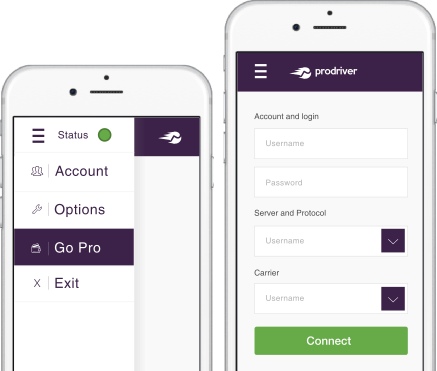 Status
Account
Options
Go Pro
X Exit
prodriver
Account and login
Username
Password
Server and Protocol
Username
Carrier
Username
Connect